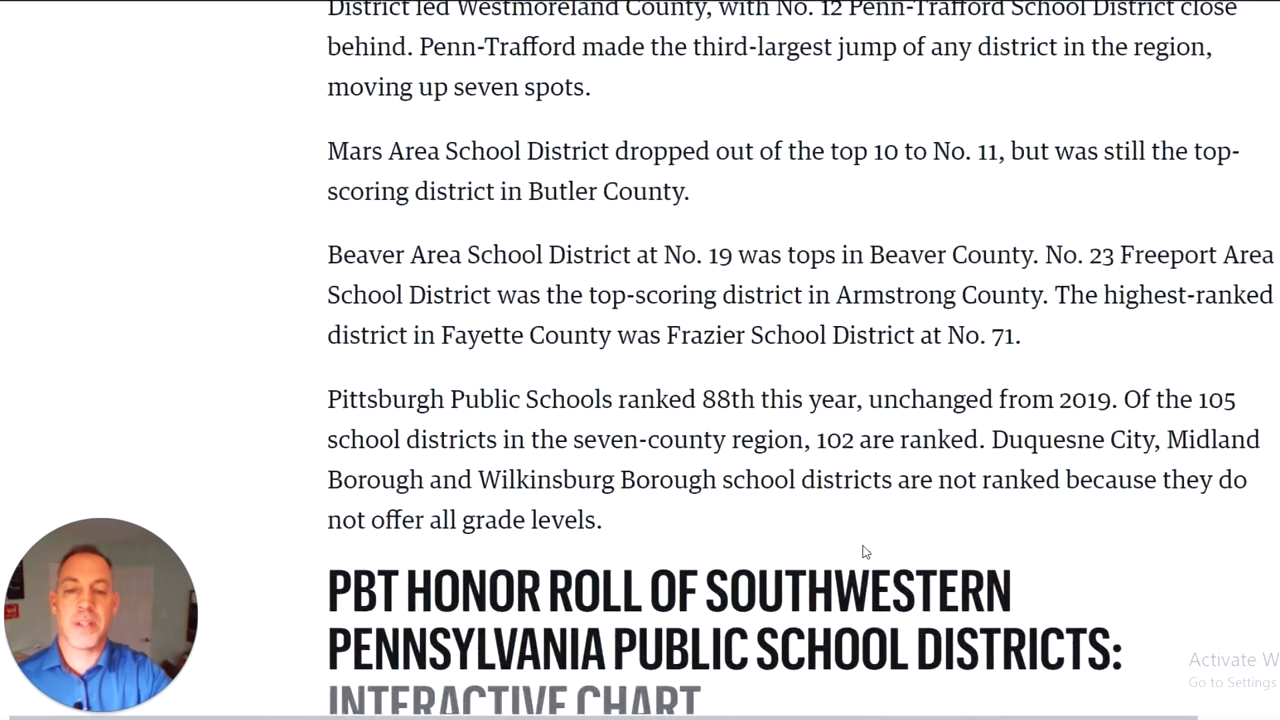 District led Westmoreland County, with No. 12 Penn-Trafford School District close
behind. Penn-Trafford made the third-largest jump of any district in the region,
moving up seven spots.
Mars Area School District dropped out of the top 10 to No. 11, but was still the top-
scoring district in Butler County.
Beaver Area School District at No. 19 was tops in Beaver County. No. 23 Freeport Area
School District was the top-scoring district in Armstrong County. The highest-ranked
district in Fayette County was Frazier School District at No. 71.
Pittsburgh Public Schools ranked 88th this year, unchanged from 2019. Of the 105
school districts in the seven-county region, 102 are ranked. Duquesne City, Midland
Borough and Wilkinsburg Borough school districts are not ranked because they do
not offer all grade levels.
PBT HONOR ROLL OF SOUTHWESTERN
PENNSYLVANIA PUBLIC SCHOOL DISTRICTS:
INTERACTIVE CHART
Activate W
Go to Settings